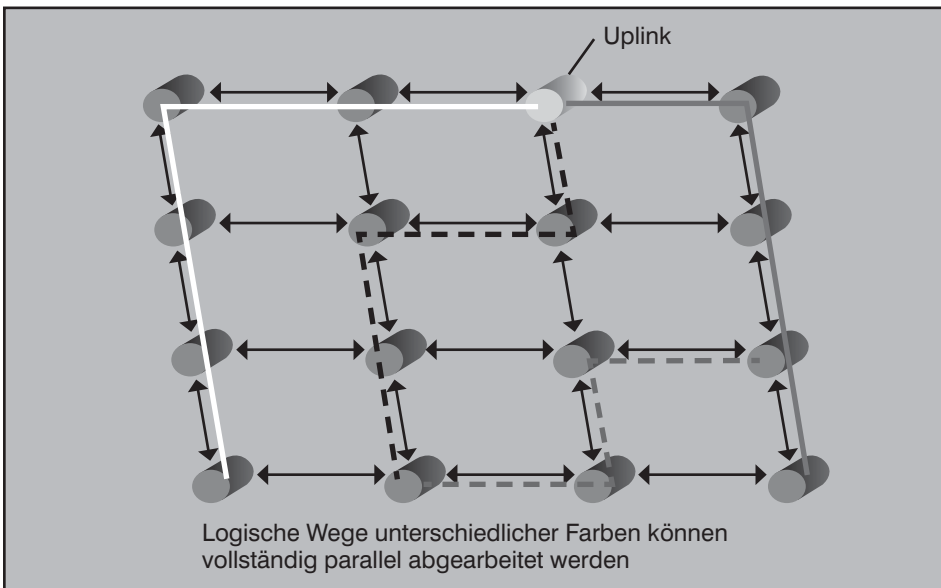 Uplink
Logische Wege unterschiedlicher Farben können
vollständig parallel abgearbeitet werden